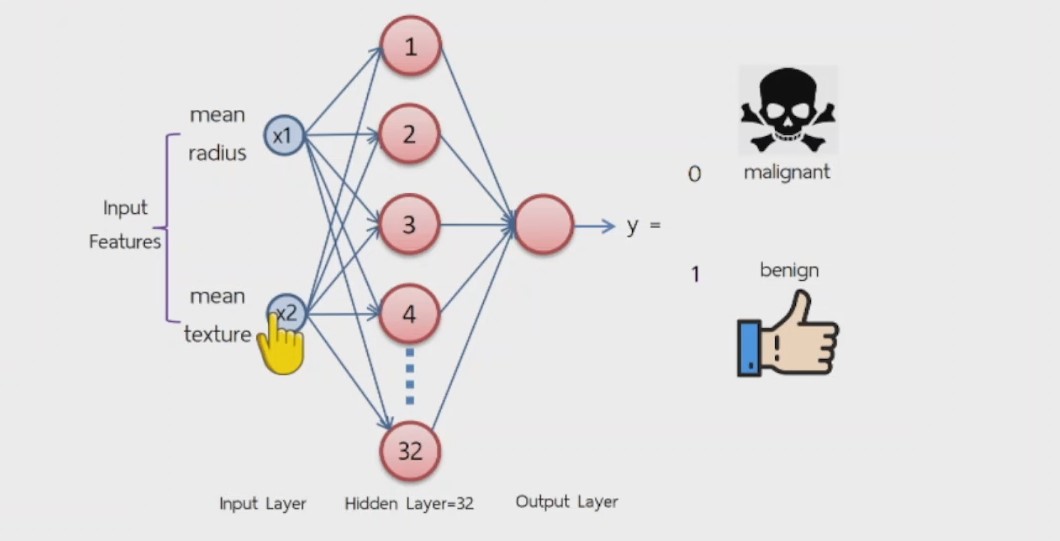 1
mean
x1
2
radius
0
malignant
Input
Features
3
y =
1
benign
mean
x2
4
texture
32
Input Layer
Hidden Layer=32
Output Layer